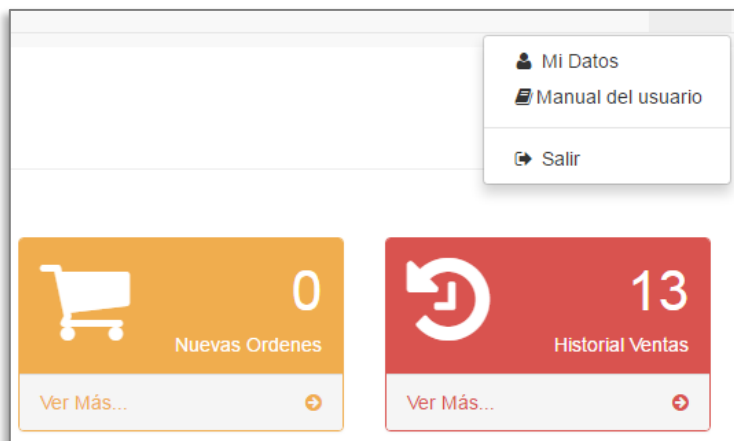 Mi Datos
Manual del usuario
Salir
0
Nuevas Ordenes
Ver Más...
13
Historial Ventas
Ver Más...